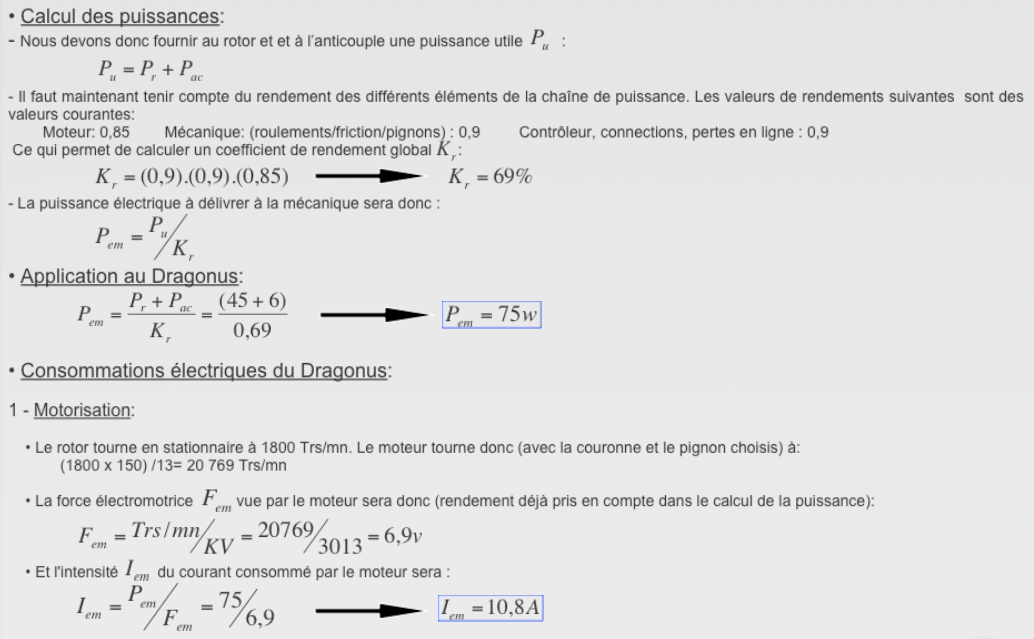 • Calcul des puissances:
- Nous devons donc fournir au rotor et et à l'anticouple une puissance utile P_u :
P_u = P_r + P_ac
- Il faut maintenant tenir compte du rendement des différents éléments de la chaîne de puissance. Les valeurs de rendements suivantes sont des
valeurs courantes:
Moteur: 0,85 Mécanique: (roulements/friction/pignons) : 0,9 Contrôleur, connections, pertes en ligne : 0,9
Ce qui permet de calculer un coefficient de rendement global K_r:
K_r = (0,9).(0,9).(0,85) → K_r = 69%
- La puissance électrique à délivrer à la mécanique sera donc :
P_em = P_u/K_r
• Application au Dragonus:
P_em = (P_r + P_ac)/K_r = (45 + 6)/0,69 → P_em = 75w
• Consommations électriques du Dragonus:
1 - Motorisation:
• Le rotor tourne en stationnaire à 1800 Trs/mn. Le moteur tourne donc (avec la couronne et le pignon choisis) à:
(1800 x 150) /13= 20 769 Trs/mn
• La force électromotrice F_em vue par le moteur sera donc (rendement déjà pris en compte dans le calcul de la puissance):
F_em = Trs/mn/KV = 20769/3013 = 6,9v
• Et l'intensité I_em du courant consommé par le moteur sera :
I_em = P_em/F_em = 75/6,9 → I_em = 10,8A